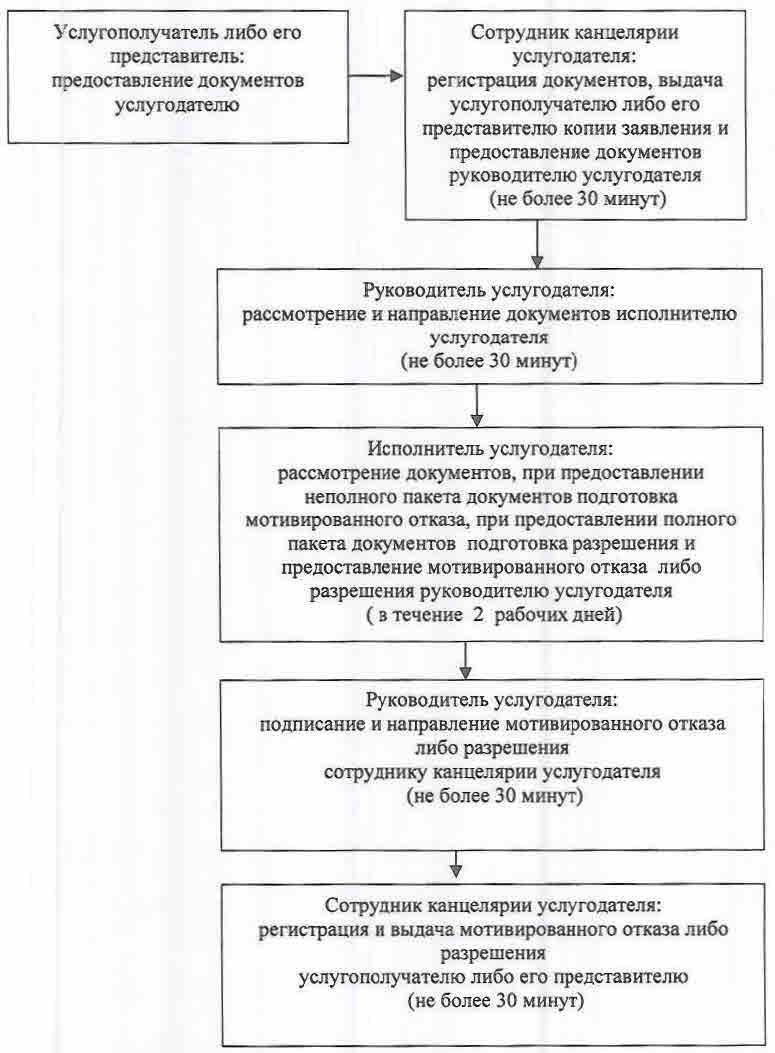 Услугополучатель либо его
представитель:
предоставление документов
услугодателю
Сотрудник канцелярии
услугодателя:
регистрация документов, выдача
услугополучателю либо его
представителю копии заявления и
предоставление документов
руководителю услугодателя
(не более 30 минут)
Руководитель услугодателя:
рассмотрение и направление документов исполнителю
услугодателя
(не более 30 минут)
Исполнитель услугодателя:
рассмотрение документов, при предоставлении
неполного пакета документов подготовка
мотивированного отказа, при предоставлении полного
пакета документов подготовка разрешения и
предоставление мотивированного отказа либо
разрешения руководителю услугодателя
( в течение 2 рабочих дней)
Руководитель услугодателя:
подписание и направление мотивированного отказа
либо разрешения
сотруднику канцелярии услугодателя
(не более 30 минут)
Сотрудник канцелярии услугодателя:
регистрация и выдача мотивированного отказа либо
разрешения
услугополучателю либо его представителю
(не более 30 минут)